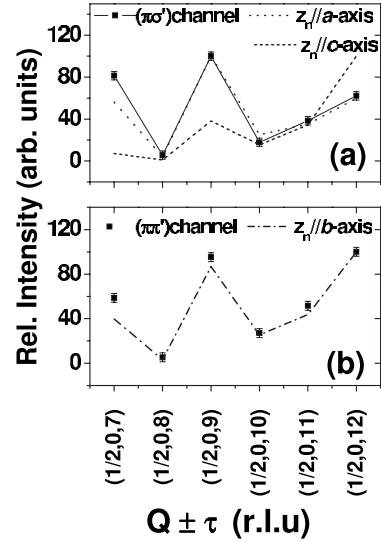 (πσ')channel
z_n//a-axis
z_n//c-axis
120
80
40
0
(a)
(ππ')channel
z_n//b-axis
120
80
40
0
(b)
Rel. Intensity (arb. units)
(1/2,0,7)
(1/2,0,8)
(1/2,0,9)
(1/2,0,10)
(1/2,0,11)
(1/2,0,12)
Q ± τ (r.l.u)